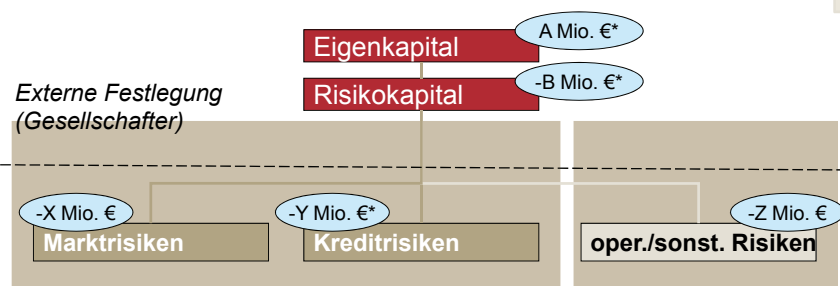 A Mio. €*
Eigenkapital
-B Mio. €*
Risikokapital
Externe Festlegung
(Gesellschafter)
-X Mio. €
-Y Mio. €*
-Z Mio. €
Marktrisiken
Kreditrisiken
oper./sonst. Risiken